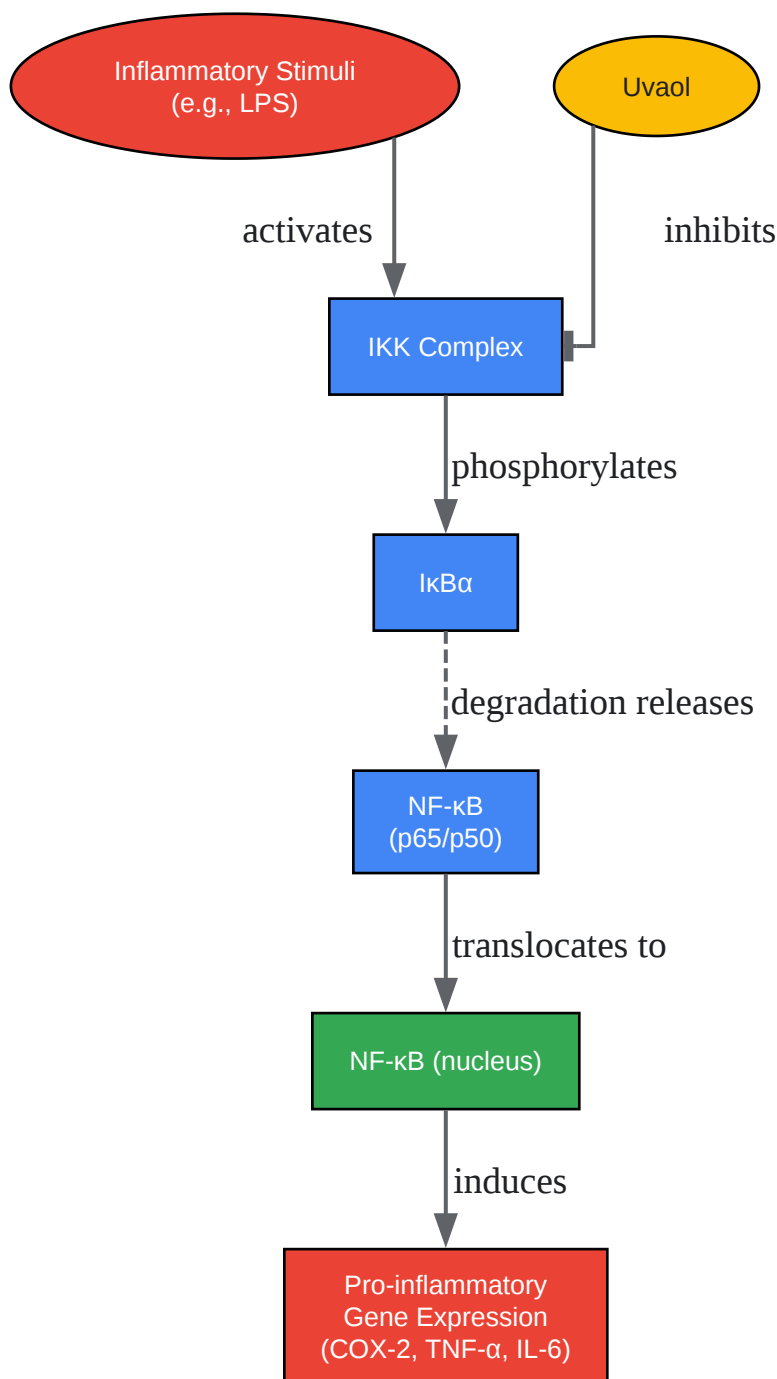 Inflammatory Stimuli
(e.g., LPS)
Uvaol
activates
inhibits
IKK Complex
phosphorylates
IκBα
degradation releases
NF-κB
(p65/p50)
translocates to
NF-κB (nucleus)
induces
Pro-inflammatory
Gene Expression
(COX-2, TNF-α, IL-6)